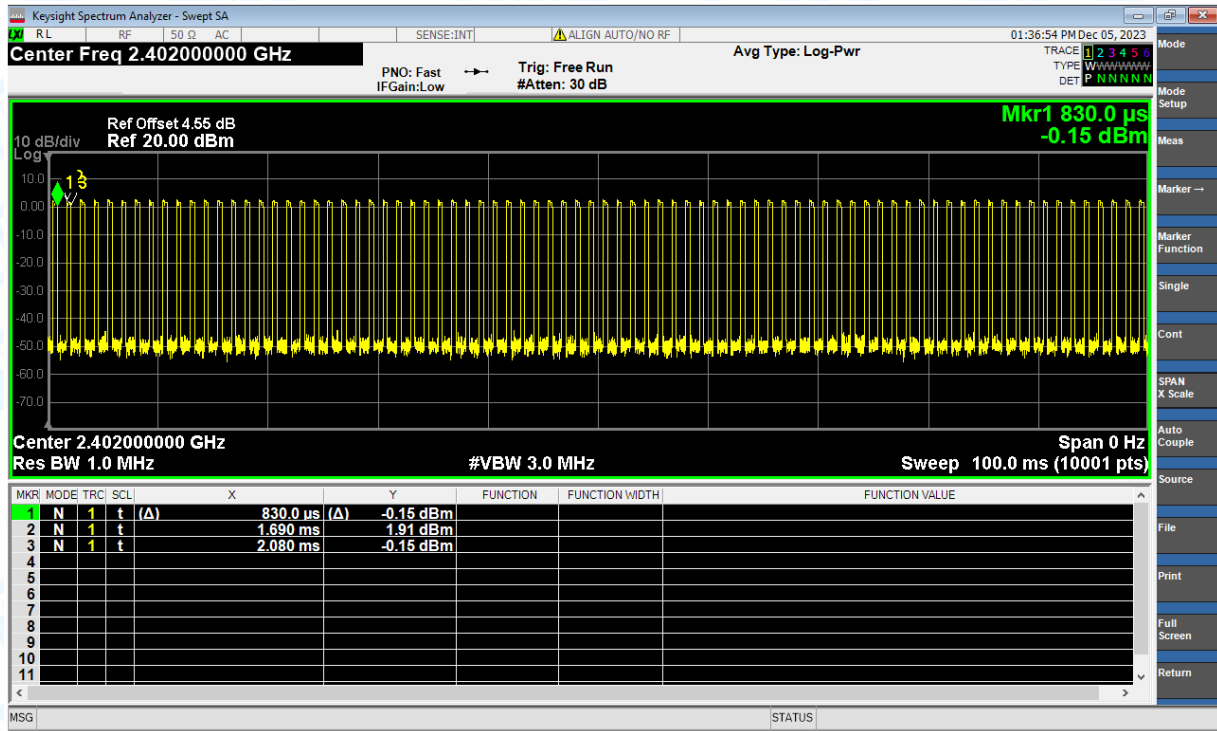 Keysight Spectrum Analyzer - Swept SA
LXI RL RF 50 Ω AC SENSE:INT ALIGN AUTO/NO RF 01:36:54 PM Dec 05, 2023
Center Freq 2.402000000 GHz
Avg Type: Log-Pwr
TRACE 1 2 3 4 5 6
PNO: Fast Trig: Free Run
TYPE WWWWWW
IFGain:Low #Atten: 30 dB
DET P N N N N N
Mkr1 830.0 µs
Ref Offset 4.55 dB
-0.15 dBm
10 dB/div Ref 20.00 dBm
Log
10.0
1 3
0.00
-10.0
-20.0
-30.0
-40.0
-50.0
-60.0
-70.0
Center 2.402000000 GHz Span 0 Hz
Res BW 1.0 MHz #VBW 3.0 MHz Sweep 100.0 ms (10001 pts)
MKR MODE TRC SCL X Y FUNCTION FUNCTION WIDTH FUNCTION VALUE
1 N 1 t (Δ) 830.0 µs (Δ) -0.15 dBm
2 N 1 t 1.690 ms 1.91 dBm
3 N 1 t 2.080 ms -0.15 dBm
4
5
6
7
8
9
10
11
MSG STATUS
Mode
Mode
Setup
Meas
Marker →
Marker
Function
Single
Cont
SPAN
X Scale
Auto
Couple
Source
File
Print
Full
Screen
Return